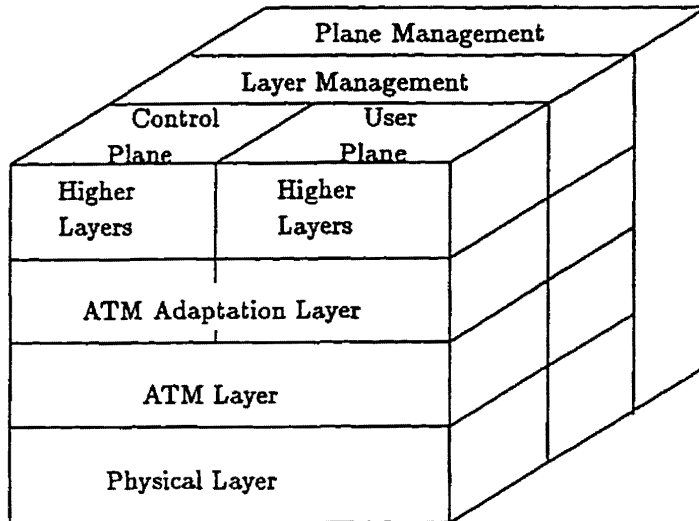 Plane Management
Layer Management
Control
Plane
User
Plane
Higher
Layers
Higher
Layers
ATM Adaptation Layer
ATM Layer
Physical Layer